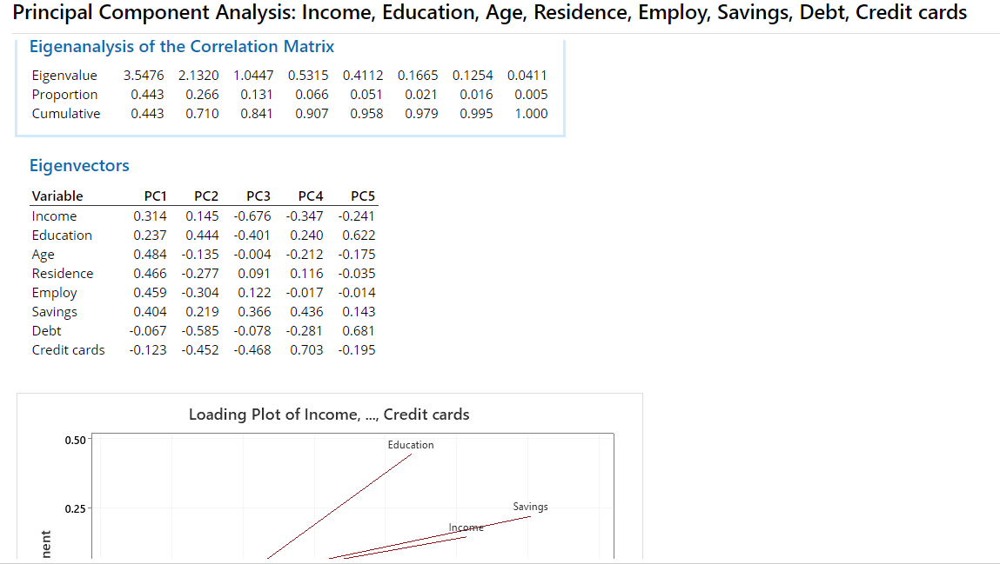 Principal Component Analysis: Income, Education, Age, Residence, Employ, Savings, Debt, Credit cards
Eigenanalysis of the Correlation Matrix
Eigenvalue 3.5476 2.1320 1.0447 0.5315 0.4112 0.1665 0.1254 0.0411
Proportion 0.443 0.266 0.131 0.066 0.051 0.021 0.016 0.005
Cumulative 0.443 0.710 0.841 0.907 0.958 0.979 0.995 1.000
Eigenvectors
Variable PC1 PC2 PC3 PC4 PC5
Income 0.314 0.145 -0.676 -0.347 -0.241
Education 0.237 0.444 -0.401 0.240 0.622
Age 0.484 -0.135 -0.004 -0.212 -0.175
Residence 0.466 -0.277 0.091 0.116 -0.035
Employ 0.459 -0.304 0.122 -0.017 -0.014
Savings 0.404 0.219 0.366 0.436 0.143
Debt -0.067 -0.585 -0.078 -0.281 0.681
Credit cards -0.123 -0.452 -0.468 0.703 -0.195
Loading Plot of Income, ..., Credit cards
0.50
Education
0.25
Savings
Income
nent